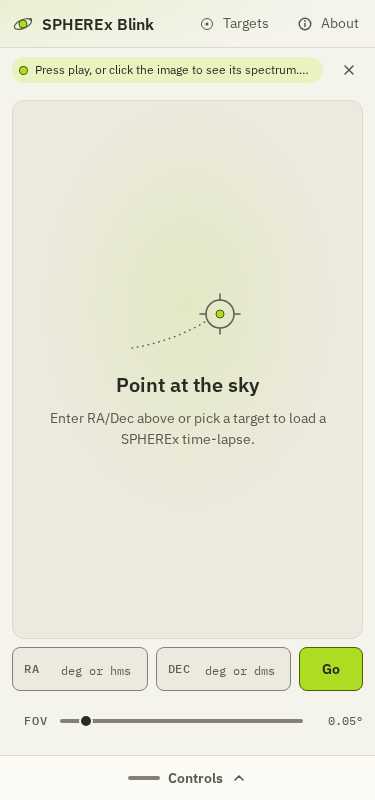 SPHEREx Blink
Targets
About
Press play, or click the image to see its spectrum....
Point at the sky
Enter RA/Dec above or pick a target to load a
SPHEREx time-lapse.
RA deg or hms
DEC deg or dms
Go
FOV
0.05°
Controls